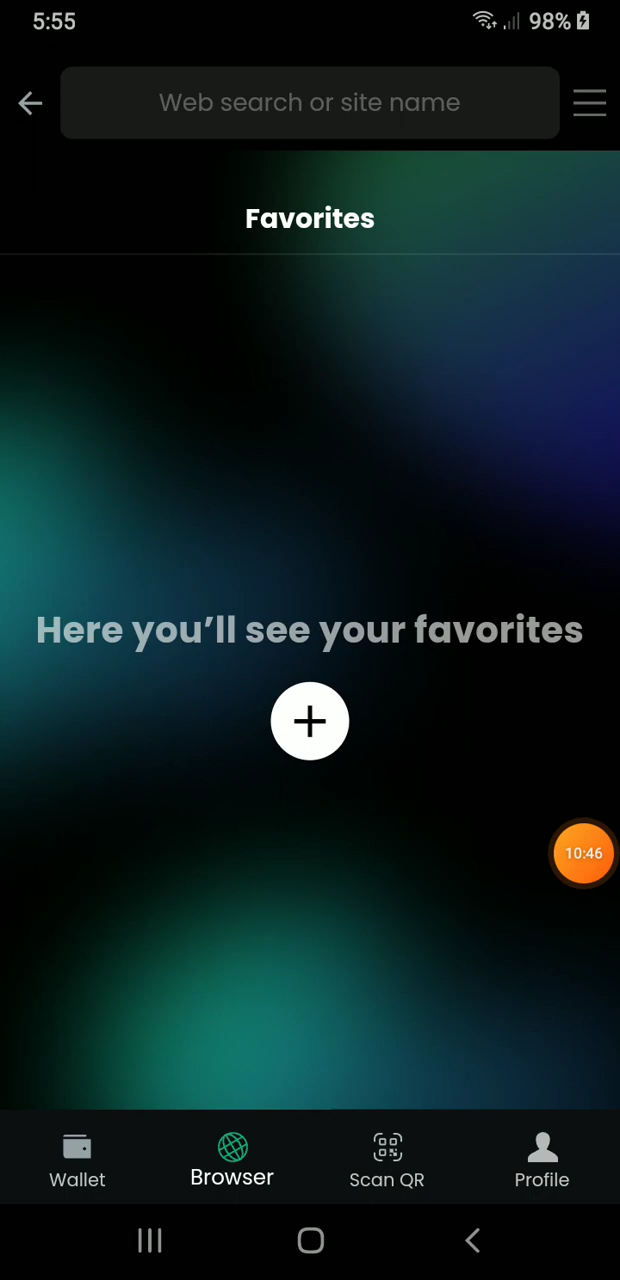 5:55
98%
Web search or site name
Favorites
Here you’ll see your favorites
10:46
Wallet
Browser
Scan QR
Profile